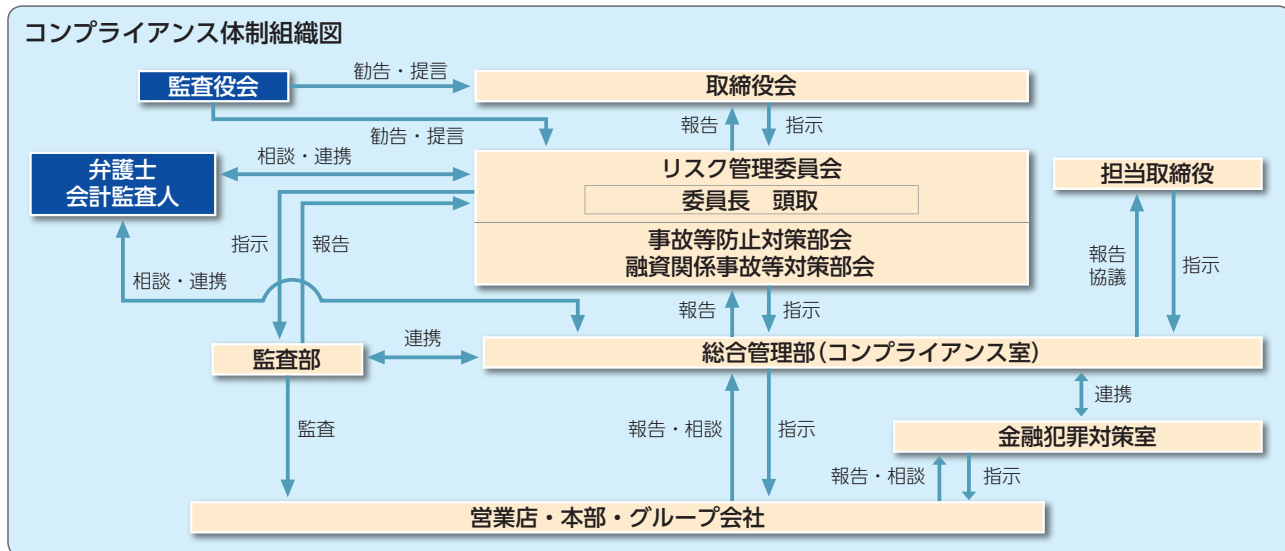 コンプライアンス体制組織図
監査役会
勧告・提言
取締役会
勧告・提言
報告
指示
弁護士
会計監査人
相談・連携
リスク管理委員会
委員長　頭取
事故等防止対策部会
融資関係事故等対策部会
担当取締役
指示
報告
相談・連携
報告
協議
指示
報告
指示
監査部
連携
総合管理部(コンプライアンス室)
連携
監査
報告・相談
指示
金融犯罪対策室
報告・相談
指示
営業店・本部・グループ会社